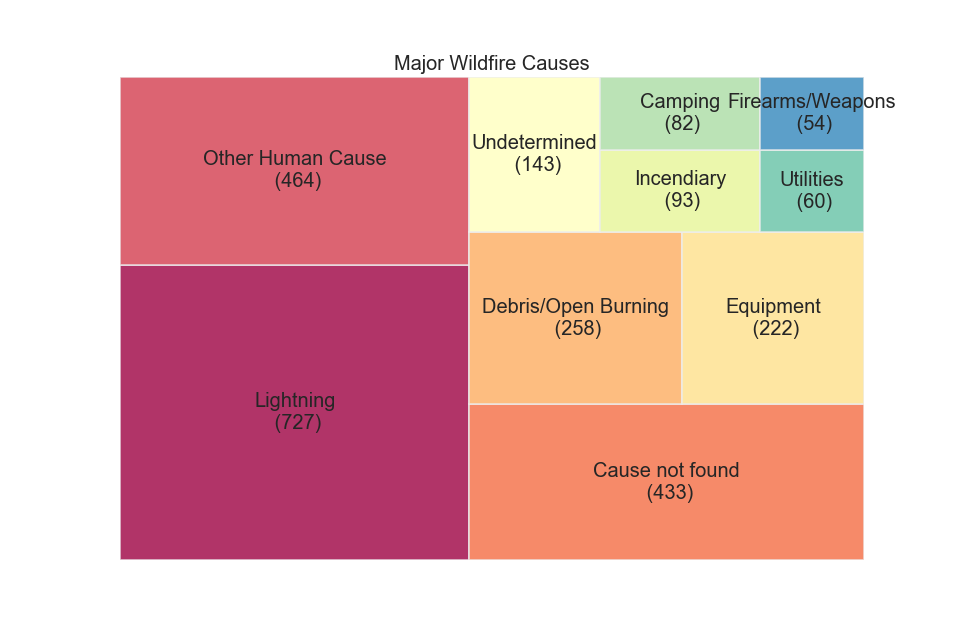 Major Wildfire Causes
Other Human Cause
(464)
Undetermined
(143)
Camping
(82)
Firearms/Weapons
(54)
Incendiary
(93)
Utilities
(60)
Debris/Open Burning
(258)
Equipment
(222)
Lightning
(727)
Cause not found
(433)